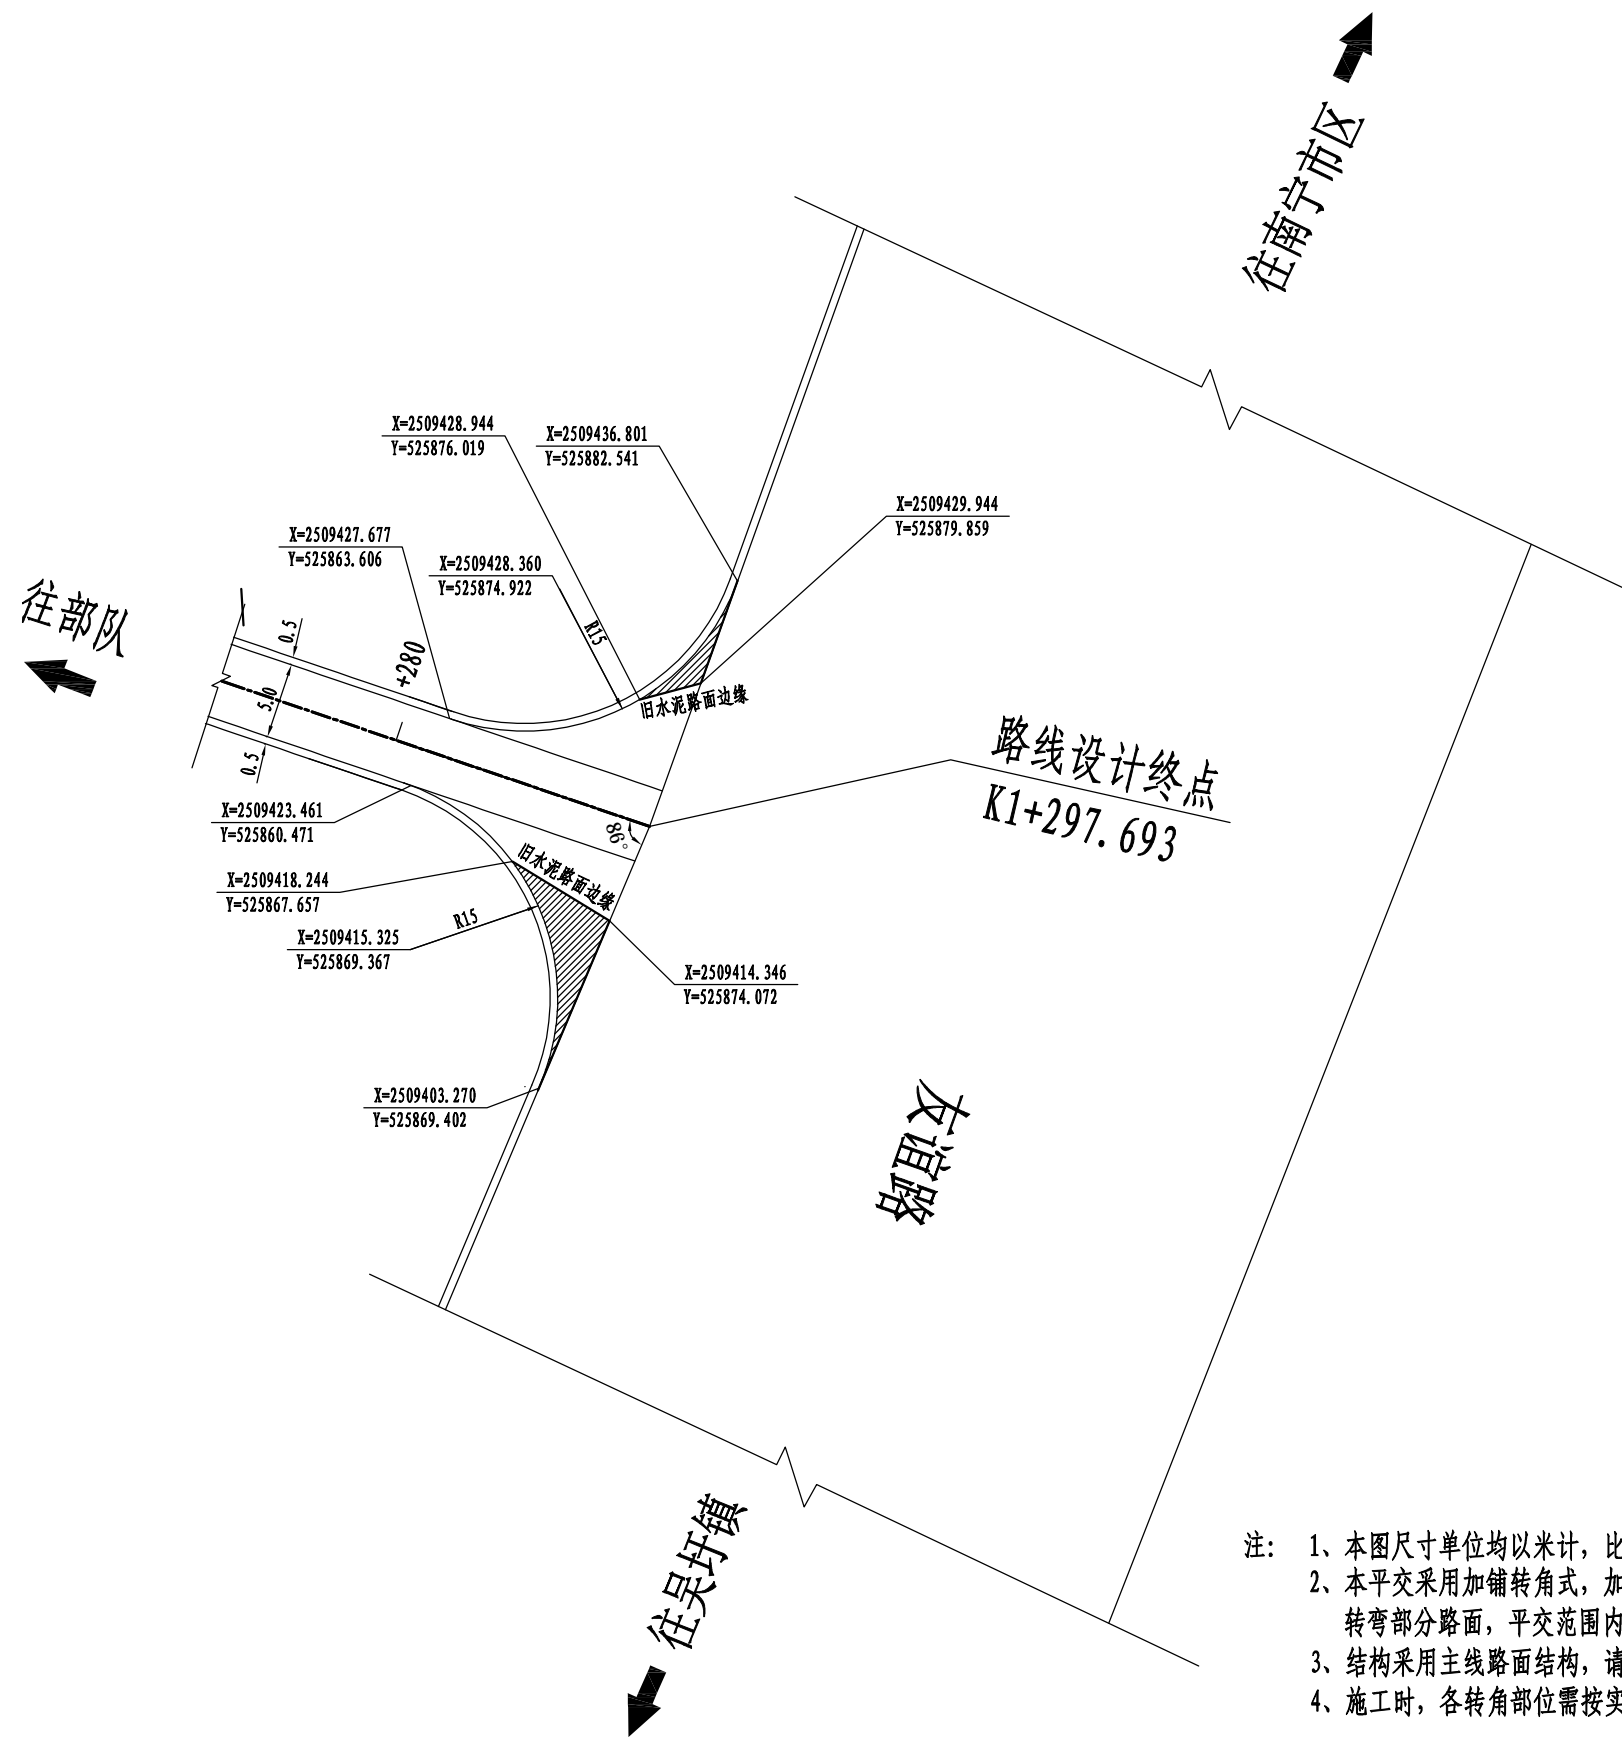 往南宁市区
X=2509428.944
Y=525876.019
X=2509436.801
Y=525882.541
X=2509429.944
Y=525879.859
X=2509427.677
Y=525863.606
X=2509428.360
Y=525874.922
R15
往部队
0.5
5.0
0.5
+280
旧水泥路面边缘
路线设计终点
K1+297.693
86°
X=2509423.461
Y=525860.471
旧水泥路面边缘
X=2509418.244
Y=525867.657
R15
X=2509415.325
Y=525869.367
X=2509414.346
Y=525874.072
X=2509403.270
Y=525869.402
友谊路
往吴圩镇
注: 1、本图尺寸单位均以米计,比
2、本平交采用加铺转角式,加
转弯部分路面,平交范围内
3、结构采用主线路面结构,请
4、施工时,各转角部位需按实